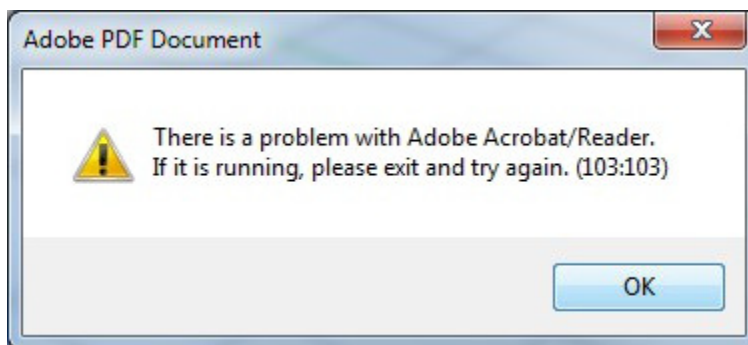 Adobe PDF Document
There is a problem with Adobe Acrobat/Reader.
If it is running, please exit and try again. (103:103)
OK